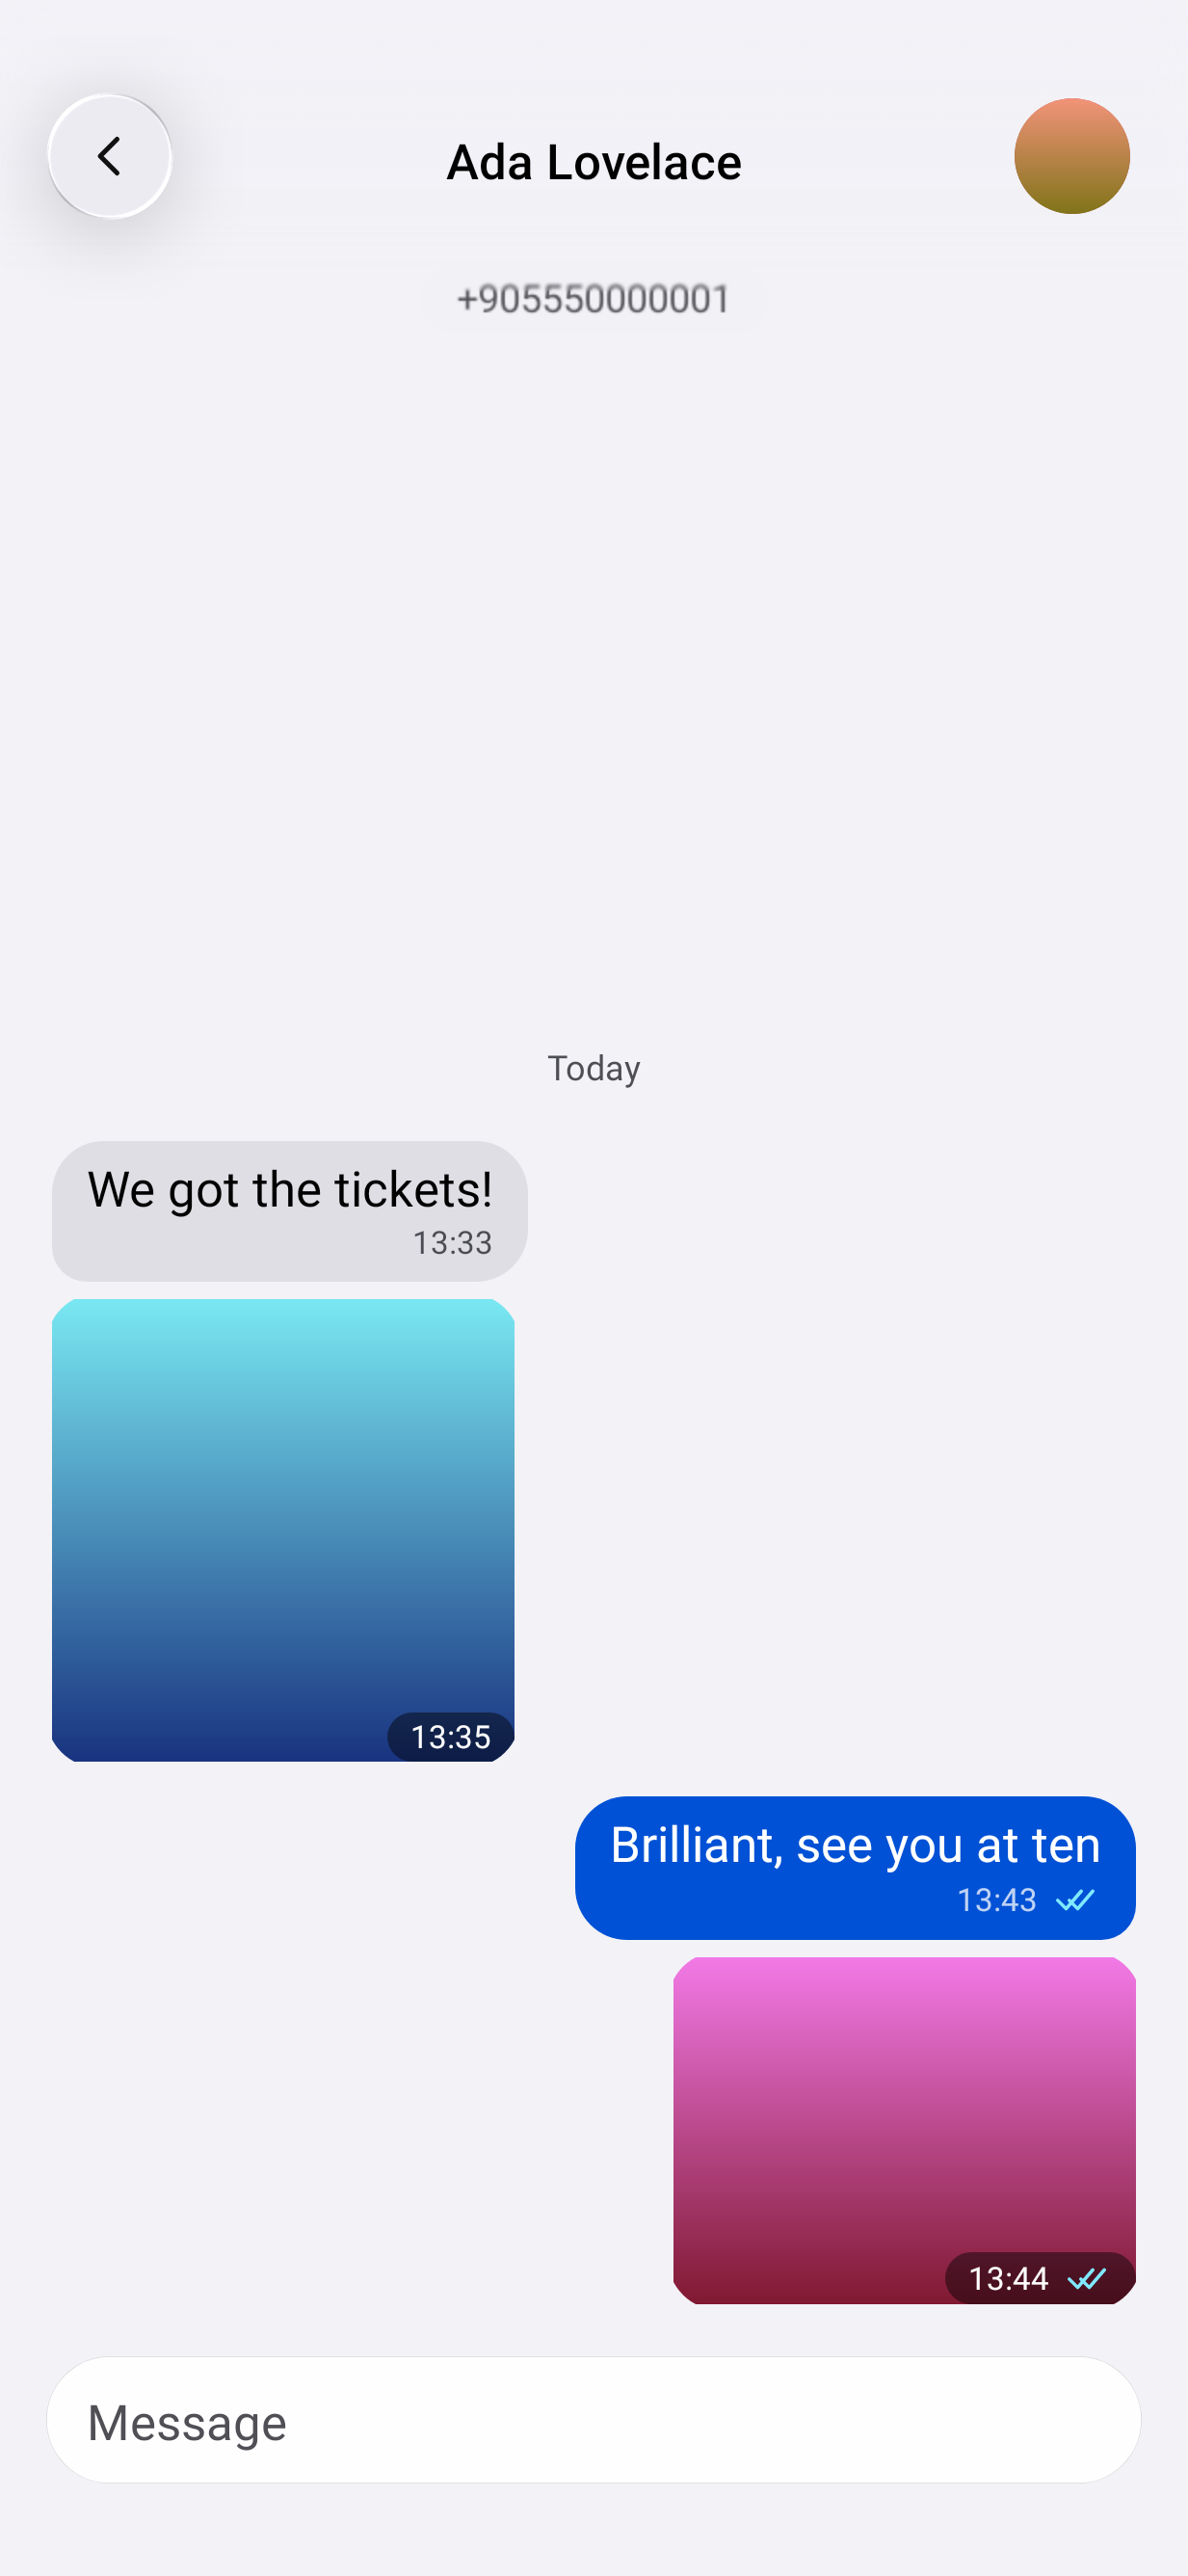 Ada Lovelace
+905550000001
Today
We got the tickets!
13:33
13:35
Brilliant, see you at ten
13:43
13:44
Message